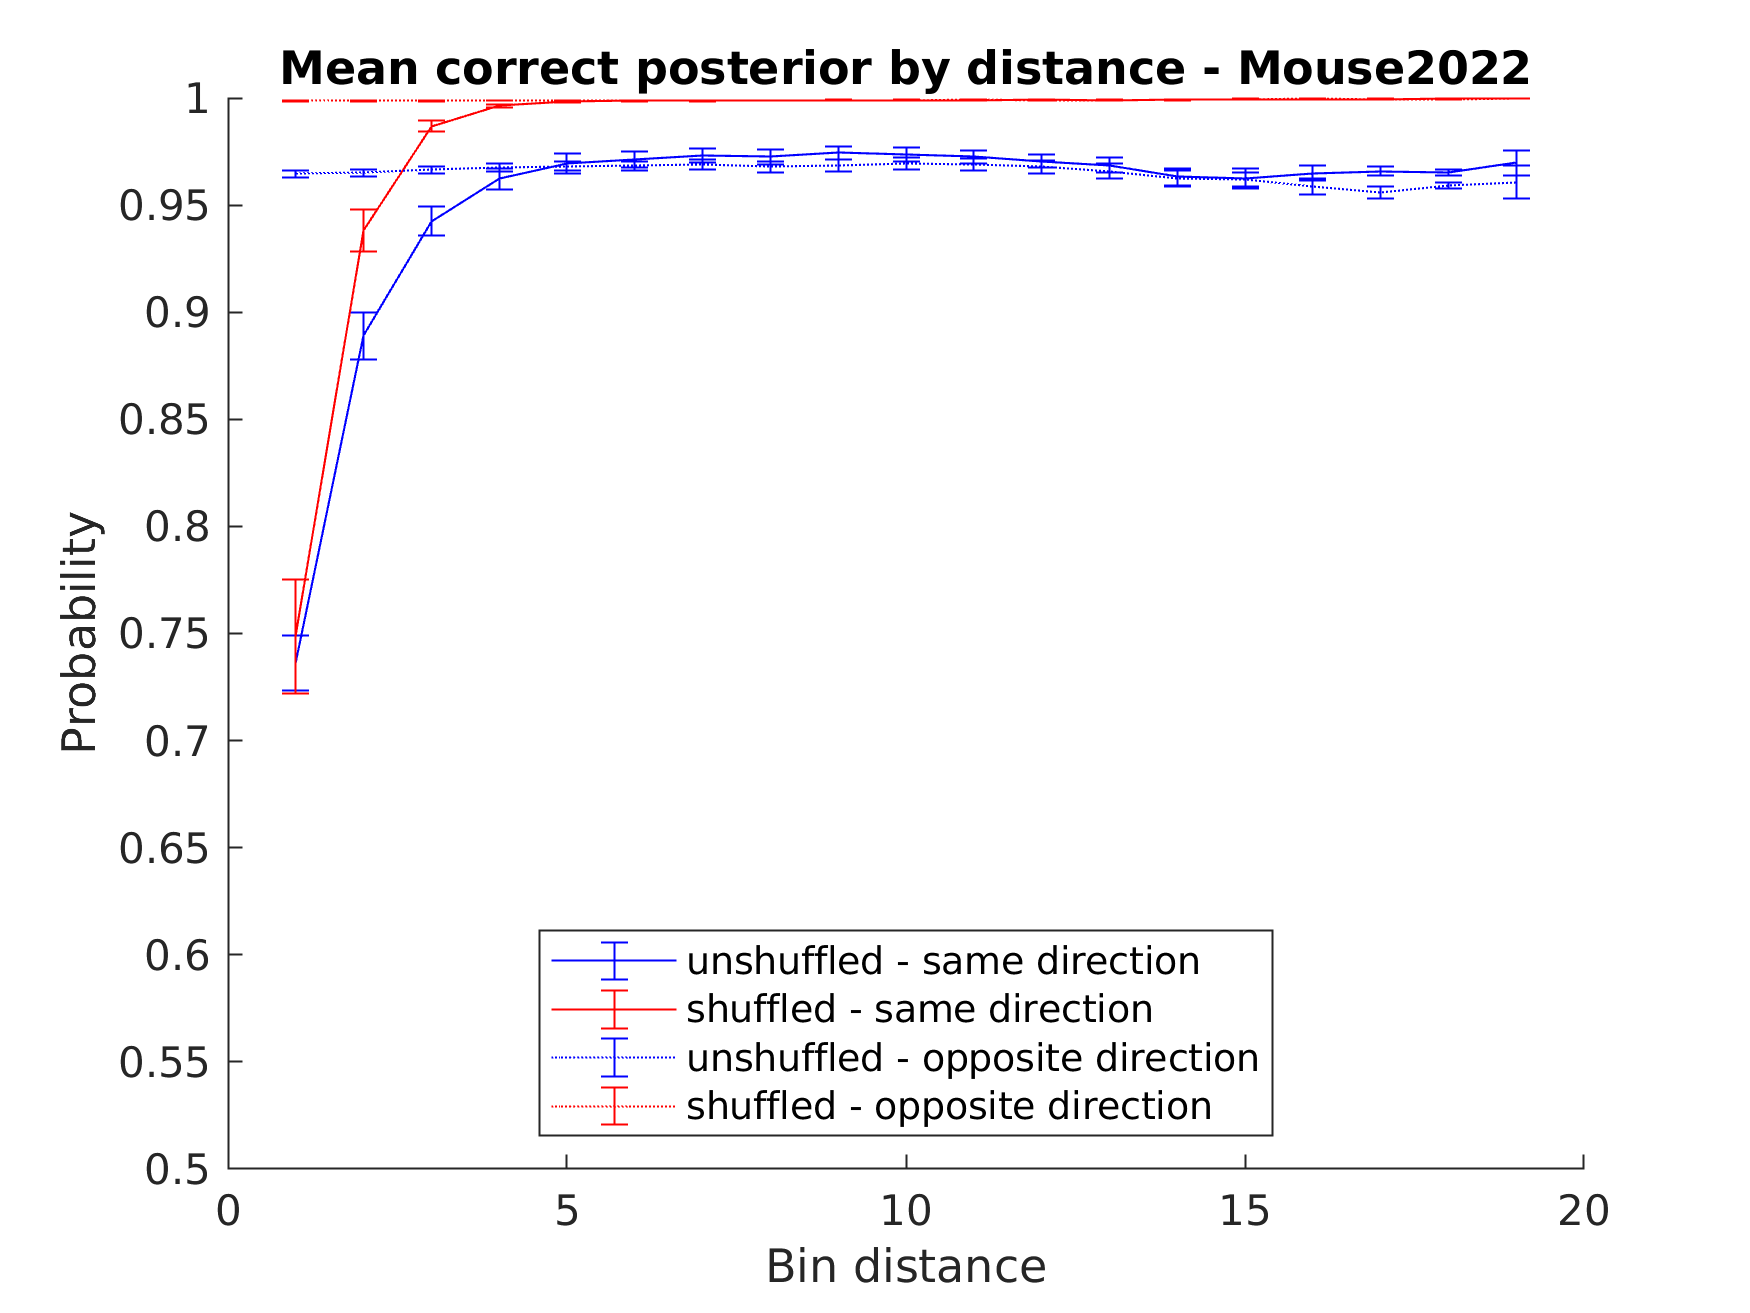 Mean correct posterior by distance - Mouse2022
1
0.95
0.9
0.85
0.8
0.75
0.7
0.65
0.6
0.55
0.5
Probability
unshuffled - same direction
shuffled - same direction
unshuffled - opposite direction
shuffled - opposite direction
0 5 10 15 20
Bin distance